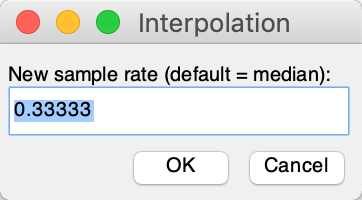 Interpolation
New sample rate (default = median):
0.33333
OK Cancel